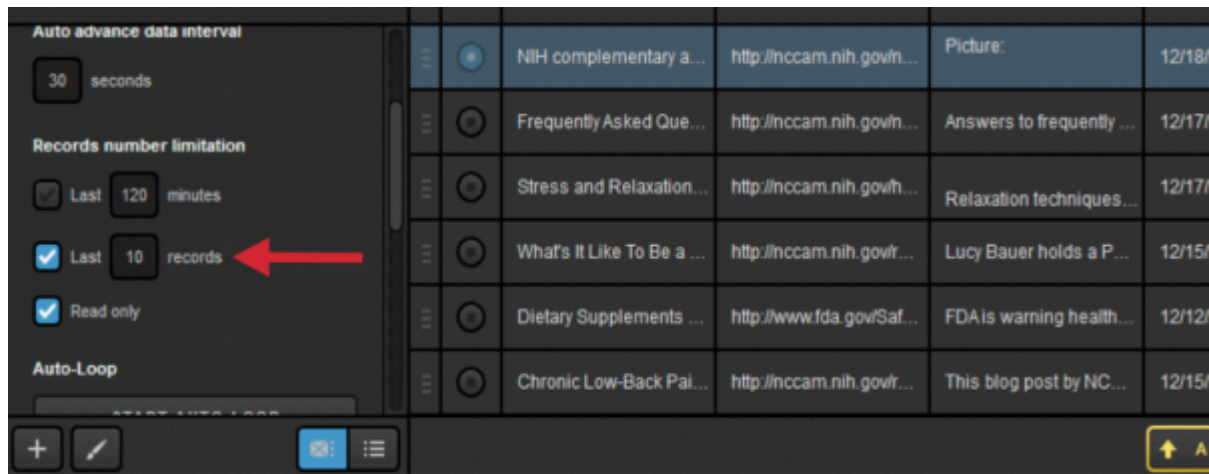 Auto advance data interval
30 seconds
Records number limitation
Last 120 minutes
Last 10 records
Read only
Auto-Loop
START AUTO LOOP
NIH complementary a... http://nccam.nih.gov/n... Picture: 12/18/
Frequently Asked Que... http://nccam.nih.gov/n... Answers to frequently ... 12/17/
Stress and Relaxation... http://nccam.nih.gov/h... Relaxation techniques... 12/17/
What's It Like To Be a ... http://nccam.nih.gov/r... Lucy Bauer holds a P... 12/15/
Dietary Supplements ... http://www.fda.gov/Saf... FDA is warning health... 12/12/
Chronic Low-Back Pai... http://nccam.nih.gov/r... This blog post by NC... 12/15/
A